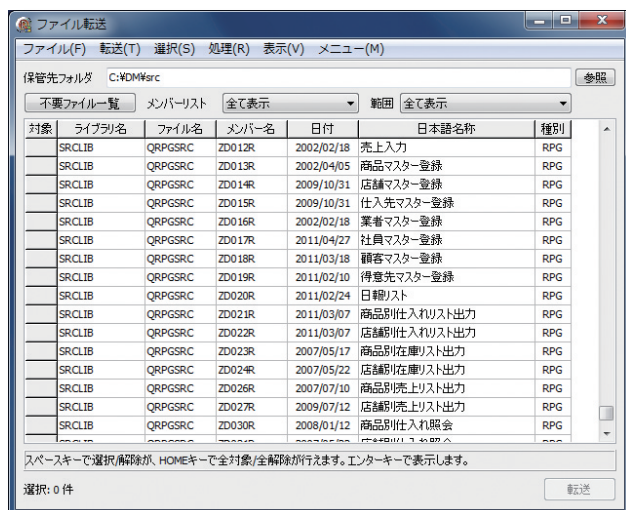 ファイル転送
ファイル(F) 転送(T) 選択(S) 処理(R) 表示(V) メニュー(M)
保管先フォルダ C:¥DM¥src 参照
不要ファイル一覧 メンバーリスト 全て表示 範囲 全て表示
対象 ライブラリ名 ファイル名 メンバー名 日付 日本語名称 種別
SRCLIB QRPGSRC ZD012R 2002/02/18 売上入力 RPG
SRCLIB QRPGSRC ZD013R 2002/04/05 商品マスター登録 RPG
SRCLIB QRPGSRC ZD014R 2009/10/31 店舗マスター登録 RPG
SRCLIB QRPGSRC ZD015R 2009/10/31 仕入先マスター登録 RPG
SRCLIB QRPGSRC ZD016R 2002/02/18 業者マスター登録 RPG
SRCLIB QRPGSRC ZD017R 2011/04/27 社員マスター登録 RPG
SRCLIB QRPGSRC ZD018R 2011/03/18 顧客マスター登録 RPG
SRCLIB QRPGSRC ZD019R 2011/02/10 得意先マスター登録 RPG
SRCLIB QRPGSRC ZD020R 2011/02/24 日報リスト RPG
SRCLIB QRPGSRC ZD021R 2011/03/07 商品別仕入れリスト出力 RPG
SRCLIB QRPGSRC ZD022R 2011/03/07 店舗別仕入れリスト出力 RPG
SRCLIB QRPGSRC ZD023R 2007/05/17 商品別在庫リスト出力 RPG
SRCLIB QRPGSRC ZD024R 2007/05/22 店舗別在庫リスト出力 RPG
SRCLIB QRPGSRC ZD026R 2007/07/10 商品別売上リスト出力 RPG
SRCLIB QRPGSRC ZD027R 2009/07/12 店舗別売上リスト出力 RPG
SRCLIB QRPGSRC ZD030R 2008/01/12 商品別仕入れ照会 RPG
スペースキーで選択/解除が、HOMEキーで全対象/全解除が行えます。エンターキーで表示します。
選択: 0 件 転送